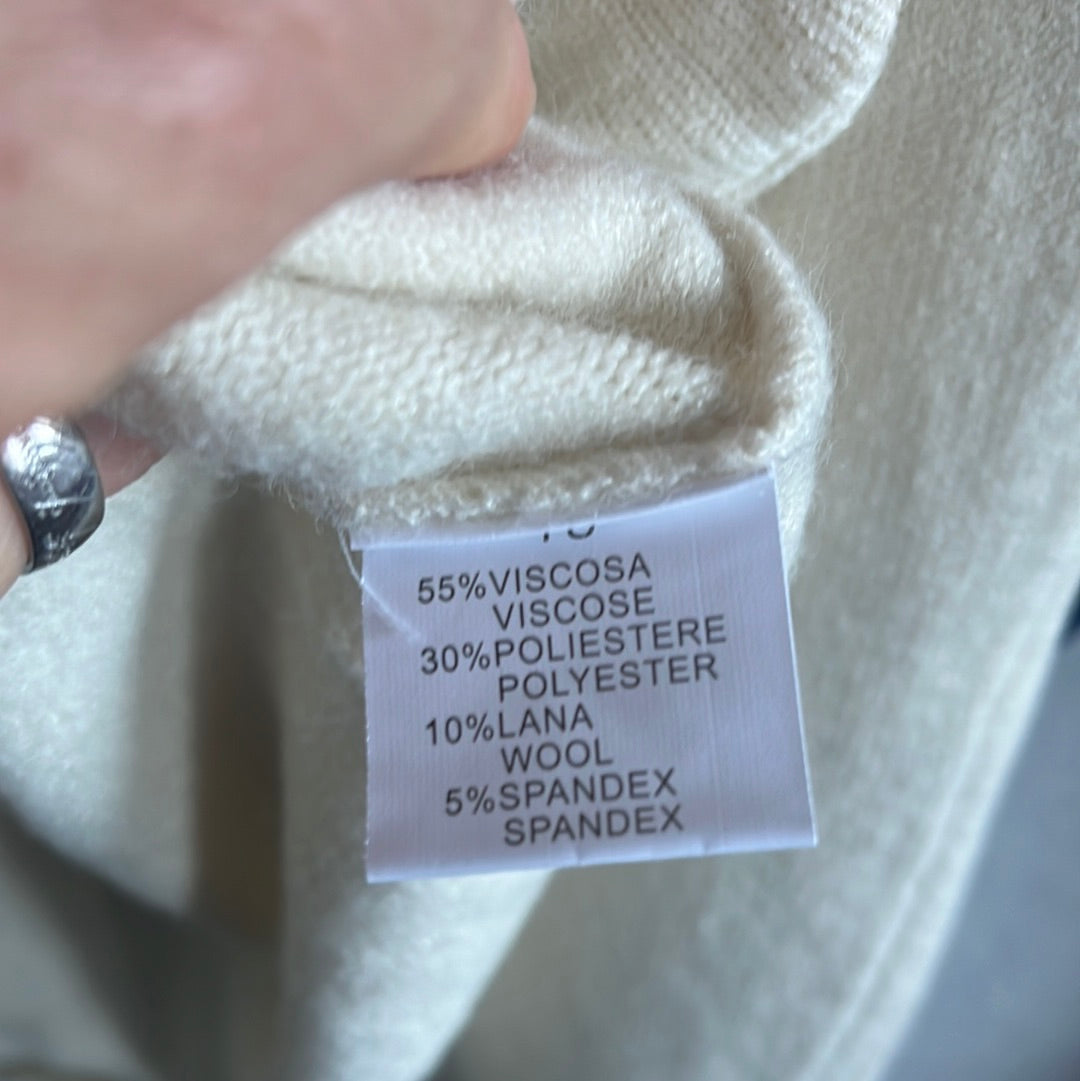 55%VISCOSA
VISCOSE
30%POLIESTERE
POLYESTER
10%LANA
WOOL
5%SPANDEX
SPANDEX